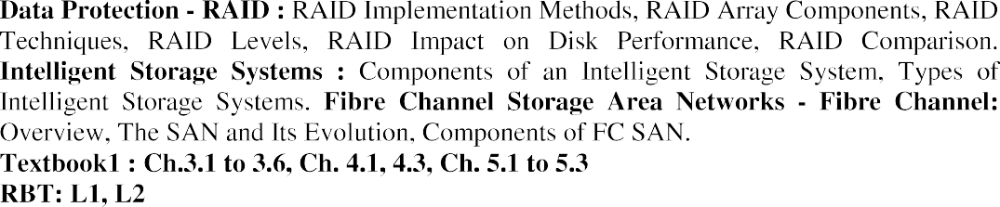 Data Protection - RAID : RAID Implementation Methods, RAID Array Components, RAID
Techniques, RAID Levels, RAID Impact on Disk Performance, RAID Comparison.
Intelligent Storage Systems : Components of an Intelligent Storage System, Types of
Intelligent Storage Systems. Fibre Channel Storage Area Networks - Fibre Channel:
Overview, The SAN and Its Evolution, Components of FC SAN.
Textbook1 : Ch.3.1 to 3.6, Ch. 4.1, 4.3, Ch. 5.1 to 5.3
RBT: L1, L2